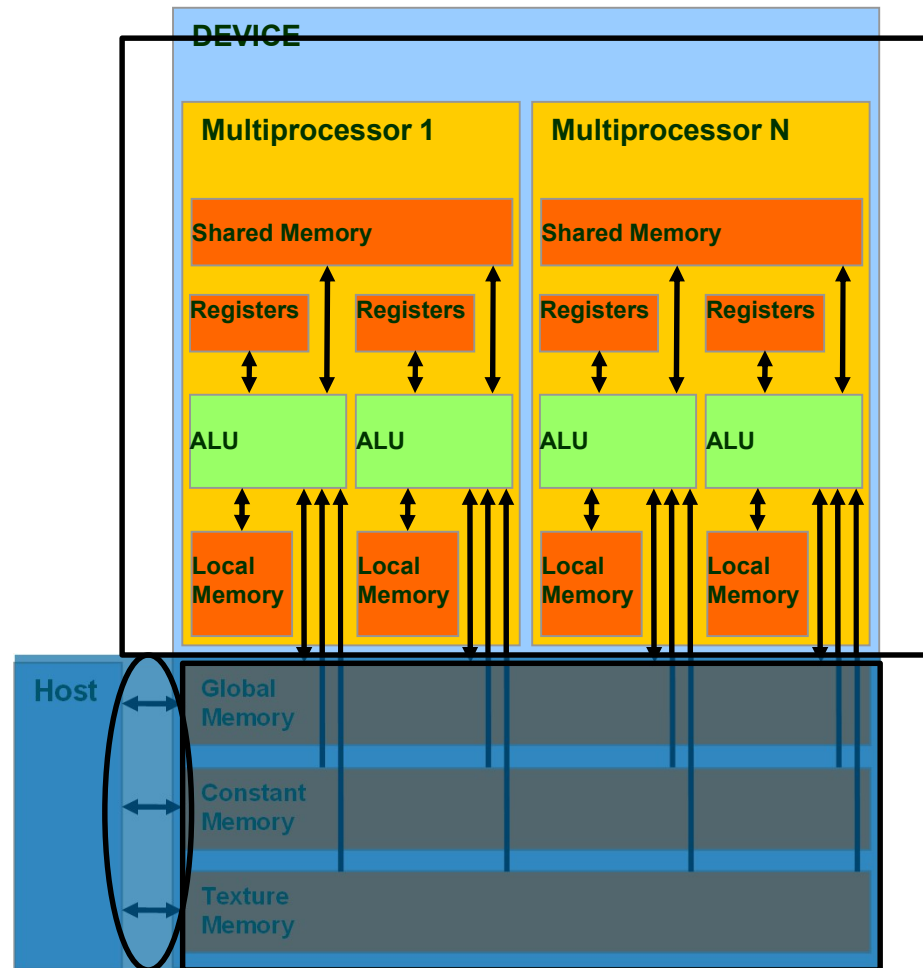 DEVICE
Multiprocessor 1
Multiprocessor N
Shared Memory
Shared Memory
Registers
Registers
Registers
Registers
ALU
ALU
ALU
ALU
Local
Memory
Local
Memory
Local
Memory
Local
Memory
Host
Global
Memory
Constant
Memory
Texture
Memory